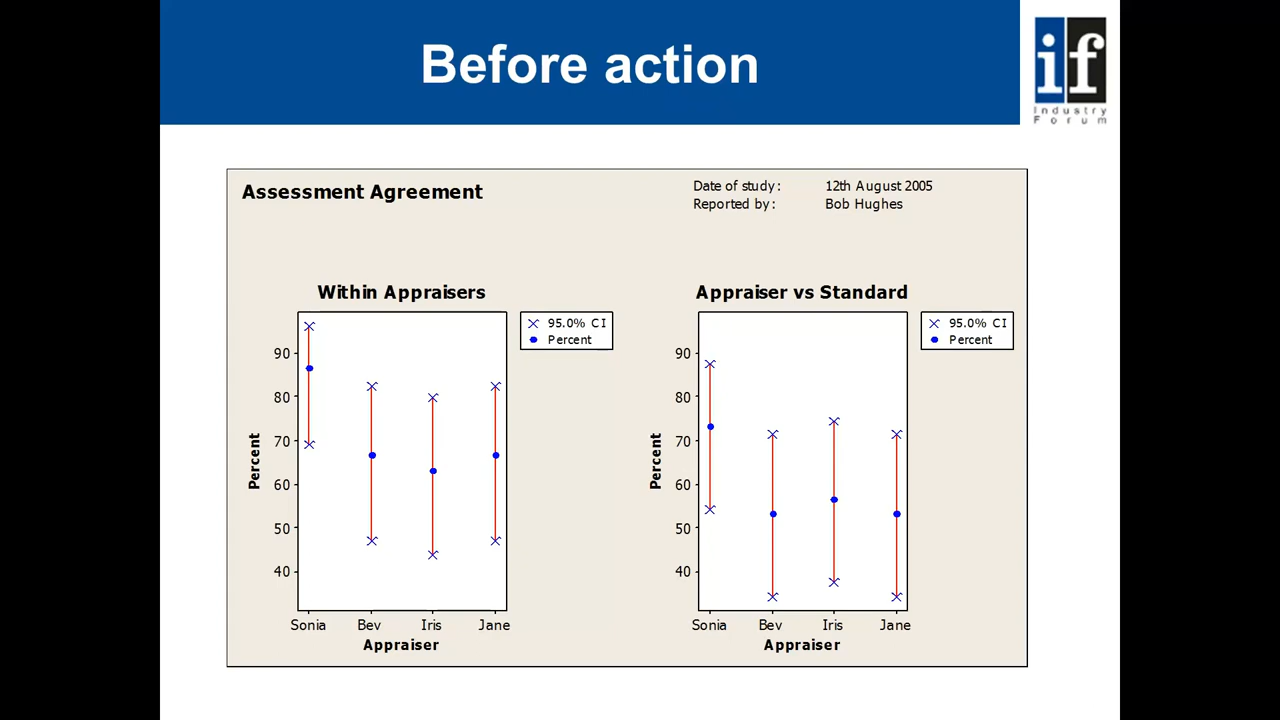 Before action
if
Industry
Forum
Assessment Agreement
Date of study: 12th August 2005
Reported by: Bob Hughes
Within Appraisers
95.0% CI
Percent
90
80
70
60
50
40
Percent
Sonia Bev Iris Jane
Appraiser
Appraiser vs Standard
95.0% CI
Percent
90
80
70
60
50
40
Percent
Sonia Bev Iris Jane
Appraiser